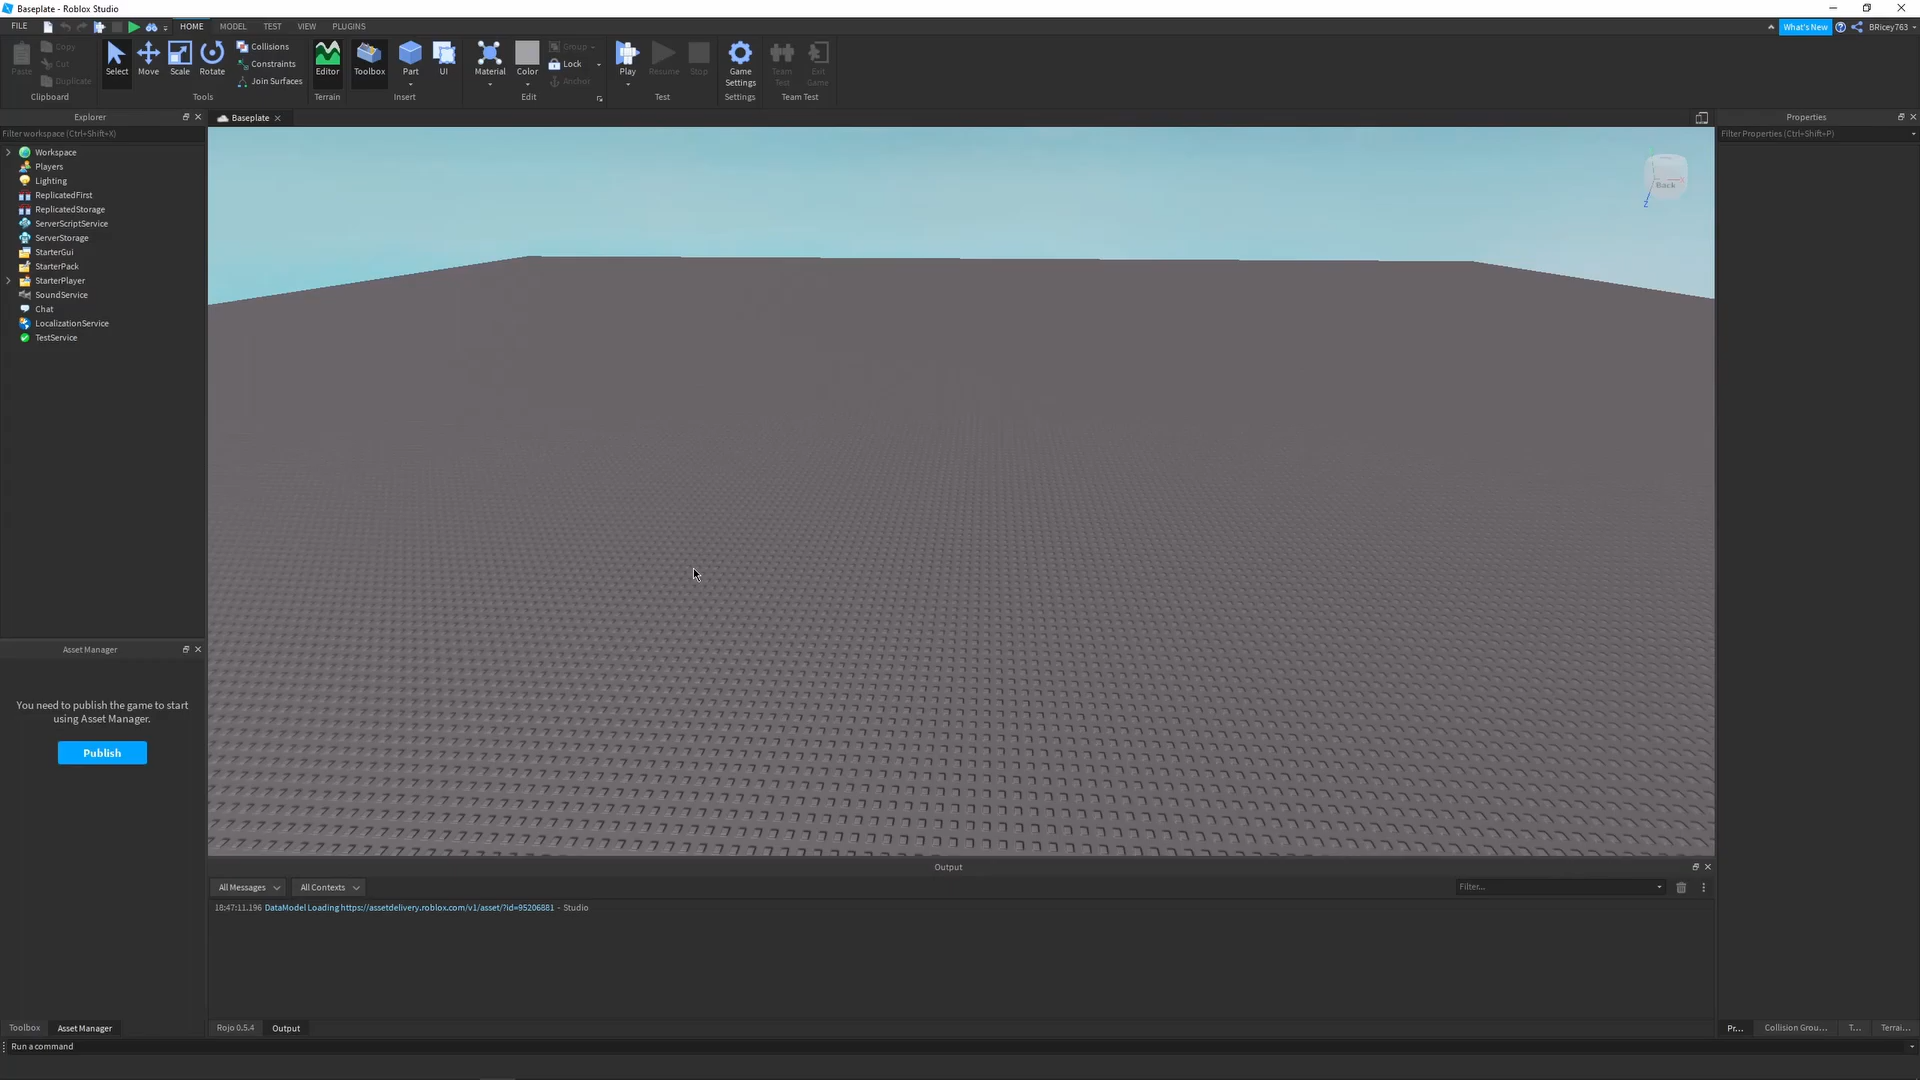 Baseplate - Roblox Studio
FILE HOME MODEL TEST VIEW PLUGINS What's New BRicey763
Paste Copy Cut Duplicate
Select Move Scale Rotate Collisions Constraints Join Surfaces
Editor Toolbox Part UI
Material Color Group Lock Anchor
Play Resume Stop Game Settings Team Test Exit Game
Clipboard Tools Terrain Insert Edit Test Settings Team Test
Explorer
Filter workspace (Ctrl+Shift+X)
Workspace
Players
Lighting
ReplicatedFirst
ReplicatedStorage
ServerScriptService
ServerStorage
StarterGui
StarterPack
StarterPlayer
SoundService
Chat
LocalizationService
TestService
Asset Manager
You need to publish the game to start
using Asset Manager.
Publish
Toolbox Asset Manager
Baseplate
Back
Z
Output
All Messages All Contexts Filter...
18:47:11.196 DataModel Loading https://assetdelivery.roblox.com/v1/asset/?id=95206881 - Studio
Rojo 0.5.4 Output
Properties
Filter Properties (Ctrl+Shift+P)
Pr... Collision Grou... T... Terrai...
Run a command